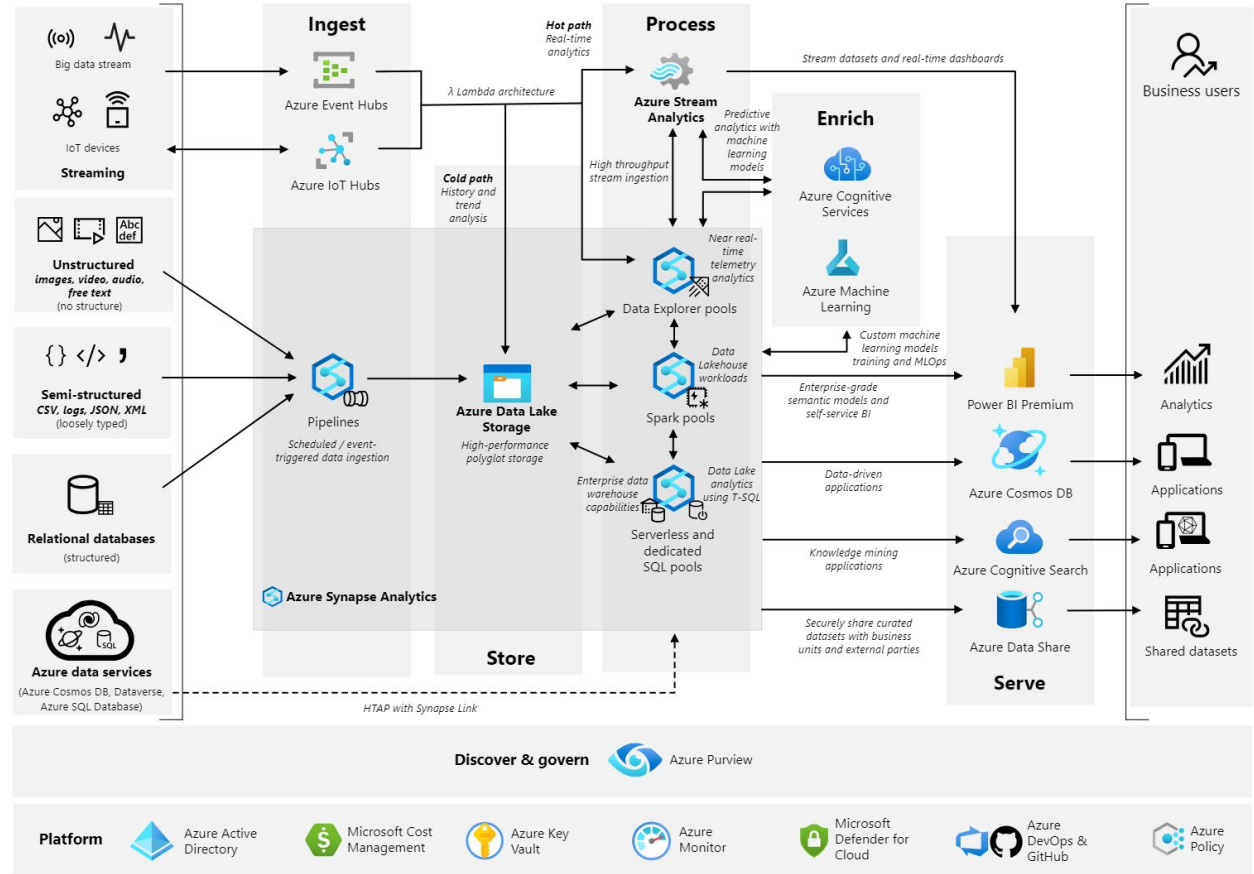 Big data stream
IoT devices
Streaming
Abc
def
Unstructured
images, video, audio,
free text
(no structure)
{ } </> ,
Semi-structured
CSV, logs, JSON, XML
(loosely typed)
Relational databases
(structured)
SQL
Azure data services
(Azure Cosmos DB, Dataverse,
Azure SQL Database)
Ingest
Azure Event Hubs
Azure IoT Hubs
Pipelines
Scheduled / event-
triggered data ingestion
Azure Synapse Analytics
λ Lambda architecture
Cold path
History and
trend
analysis
Azure Data Lake
Storage
High-performance
polyglot storage
Store
HTAP with Synapse Link
Hot path
Real-time
analytics
Process
Azure Stream
Analytics
High throughput
stream ingestion
Predictive
analytics with
machine
learning
models
Near real-
time
telemetry
analytics
Data Explorer pools
Data
Lakehouse
workloads
Spark pools
Enterprise data
warehouse
capabilities
Data Lake
analytics
using T-SQL
Serverless and
dedicated
SQL pools
Enrich
Azure Cognitive
Services
Azure Machine
Learning
Stream datasets and real-time dashboards
Custom machine
learning models
training and MLOps
Enterprise-grade
semantic models and
self-service BI
Data-driven
applications
Knowledge mining
applications
Securely share curated
datasets with business
units and external parties
Power BI Premium
Azure Cosmos DB
Azure Cognitive Search
Azure Data Share
Serve
Business users
Analytics
Applications
Applications
Shared datasets
Discover & govern
Azure Purview
Platform
Azure Active
Directory
Microsoft Cost
Management
Azure Key
Vault
Azure
Monitor
Microsoft
Defender for
Cloud
Azure
DevOps &
GitHub
Azure
Policy